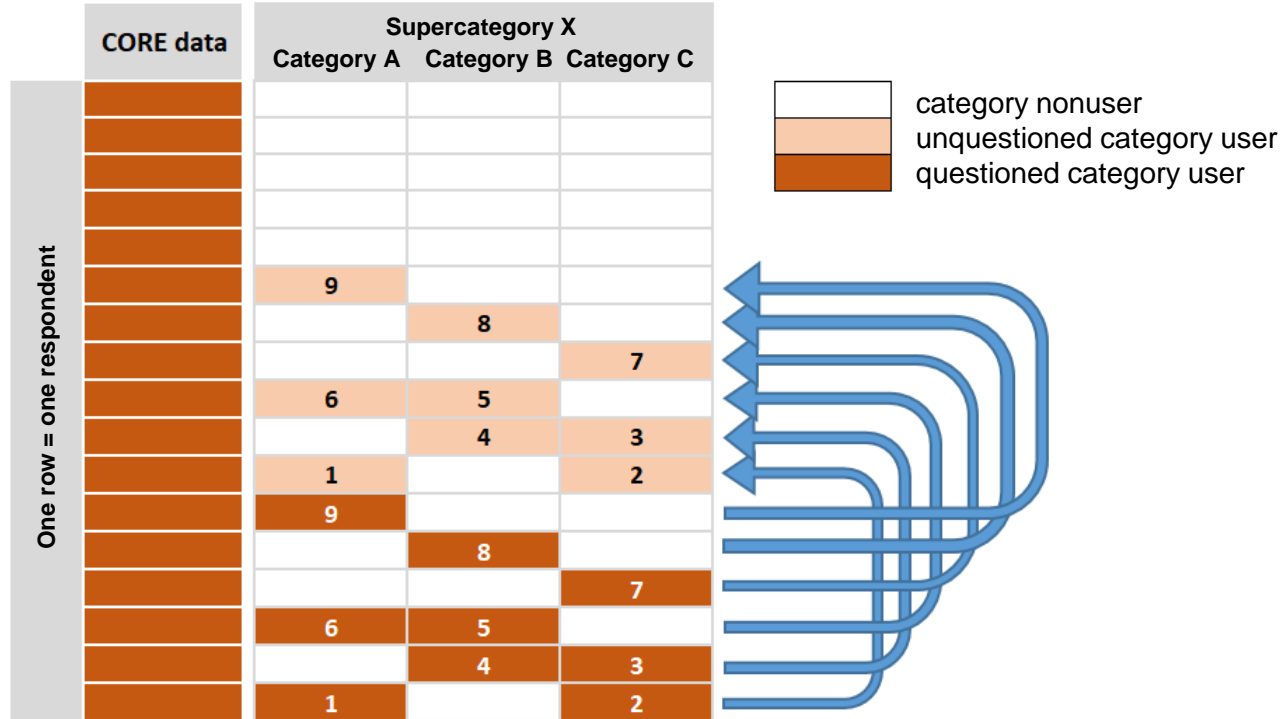 CORE data
Supercategory X
Category A Category B Category C
category nonuser
unquestioned category user
questioned category user
One row = one respondent
9
8
7
6 5
4 3
1 2
9
8
7
6 5
4 3
1 2